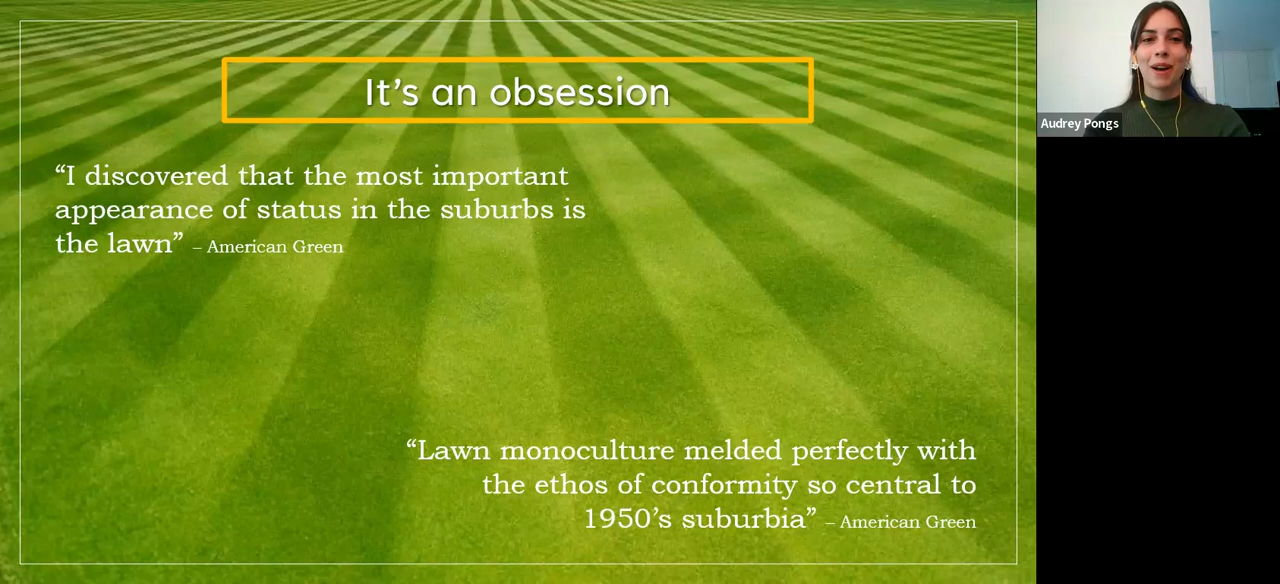 It’s an obsession
“I discovered that the most important
appearance of status in the suburbs is
the lawn” – American Green
“Lawn monoculture melded perfectly with
the ethos of conformity so central to
1950’s suburbia” – American Green
Audrey Pongs